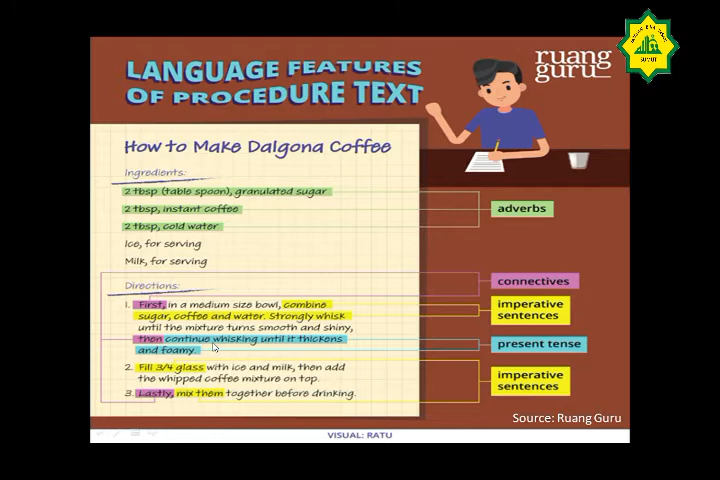 LANGUAGE FEATURES
OF PROCEDURE TEXT
ruang
guru
How to Make Dalgona Coffee
Ingredients:
2 tbsp (table spoon), granulated sugar
2 tbsp, instant coffee
2 tbsp, cold water
Ice, for serving
Milk, for serving
adverbs
Directions:
1. First, in a medium size bowl, combine
sugar, coffee and water. Strongly whisk
until the mixture turns smooth and shiny,
then continue whisking until it thickens
and foamy.
2. Fill 3/4 glass with ice and milk, then add
the whipped coffee mixture on top.
3. Lastly, mix them together before drinking.
connectives
imperative
sentences
present tense
imperative
sentences
Source: Ruang Guru
VISUAL: RATU